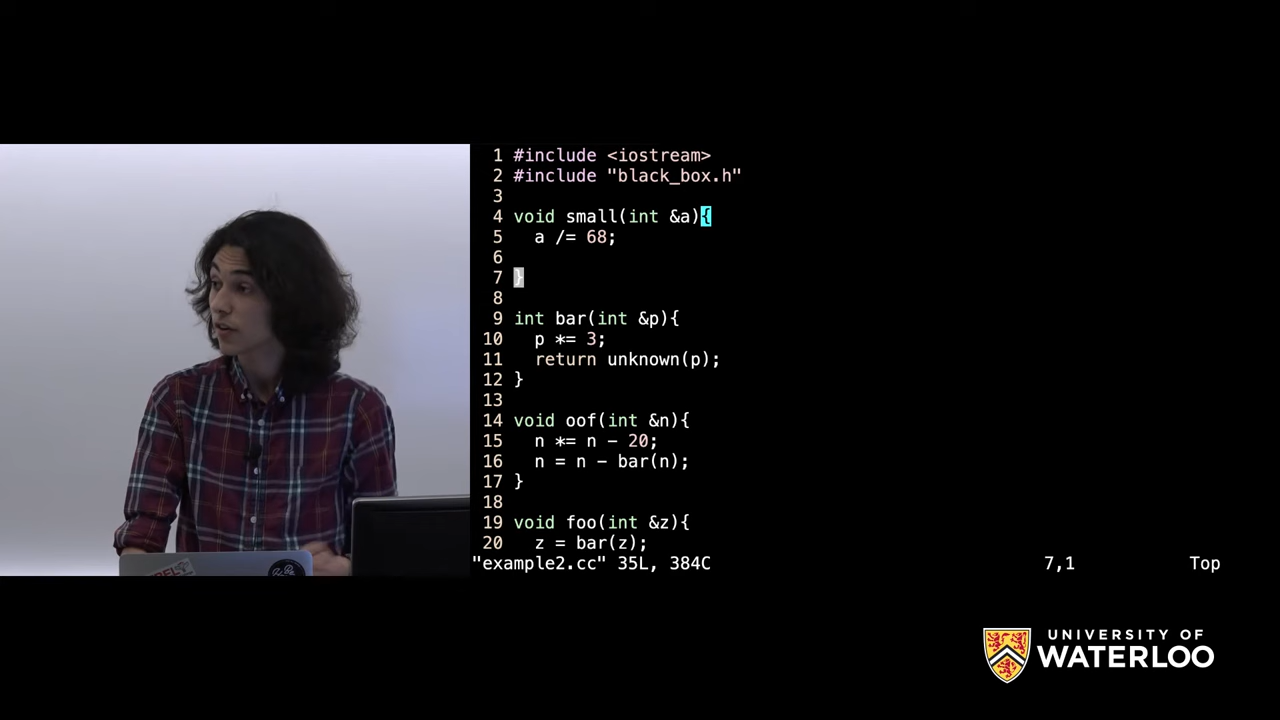 1 #include <iostream>
2 #include "black_box.h"
3
4 void small(int &a){
5   a /= 68;
6
7 }
8
9 int bar(int &p){
10   p *= 3;
11   return unknown(p);
12 }
13
14 void oof(int &n){
15   n *= n - 20;
16   n = n - bar(n);
17 }
18
19 void foo(int &z){
20   z = bar(z);
"example2.cc" 35L, 384C 7,1 Top
UNIVERSITY OF
WATERLOO